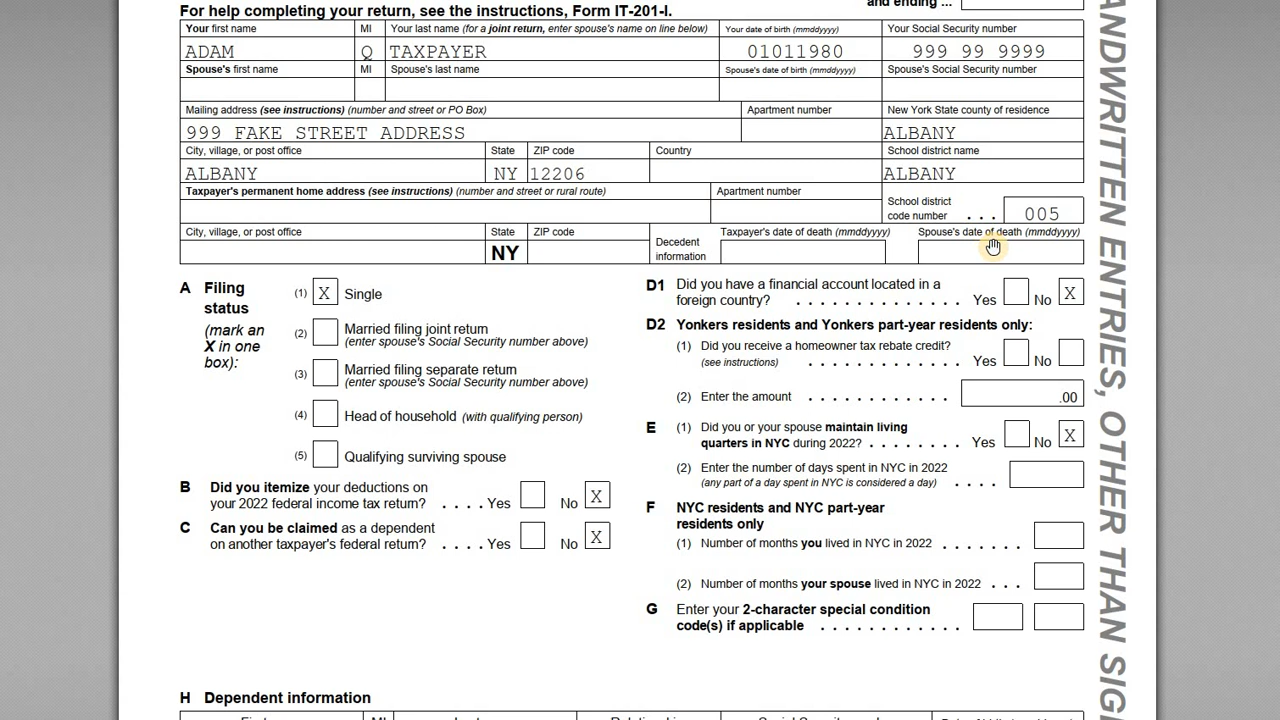 and ending ...
For help completing your return, see the instructions, Form IT-201-I.
Your first name MI Your last name (for a joint return, enter spouse's name on line below) Your date of birth (mmddyyyy) Your Social Security number
ADAM Q TAXPAYER 01011980 999 99 9999
Spouse's first name MI Spouse's last name Spouse's date of birth (mmddyyyy) Spouse's Social Security number
Mailing address (see instructions) (number and street or PO Box) Apartment number New York State county of residence
999 FAKE STREET ADDRESS ALBANY
City, village, or post office State ZIP code Country School district name
ALBANY NY 12206 ALBANY
Taxpayer's permanent home address (see instructions) (number and street or rural route) Apartment number
School district
code number . . . 005
City, village, or post office State ZIP code Decedent information Taxpayer's date of death (mmddyyyy) Spouse's date of death (mmddyyyy)
NY
A Filing status (mark an X in one box):
(1) X Single
(2) Married filing joint return
(enter spouse's Social Security number above)
(3) Married filing separate return
(enter spouse's Social Security number above)
(4) Head of household (with qualifying person)
(5) Qualifying surviving spouse
B Did you itemize your deductions on
your 2022 federal income tax return? . . . . Yes No X
C Can you be claimed as a dependent
on another taxpayer's federal return? . . . . Yes No X
D1 Did you have a financial account located in a
foreign country? . . . . . . . . . . . . . Yes No X
D2 Yonkers residents and Yonkers part-year residents only:
(1) Did you receive a homeowner tax rebate credit?
(see instructions) . . . . . . . . . . . . Yes No
(2) Enter the amount . . . . . . . . . . . .00
E (1) Did you or your spouse maintain living
quarters in NYC during 2022? . . . . . . . Yes No X
(2) Enter the number of days spent in NYC in 2022
(any part of a day spent in NYC is considered a day) . . . .
F NYC residents and NYC part-year
residents only
(1) Number of months you lived in NYC in 2022 . . . . . . .
(2) Number of months your spouse lived in NYC in 2022 . . .
G Enter your 2-character special condition
code(s) if applicable . . . . . . . . . . . .
H Dependent information
ANDWRITTEN ENTRIES, OTHER THAN SIG